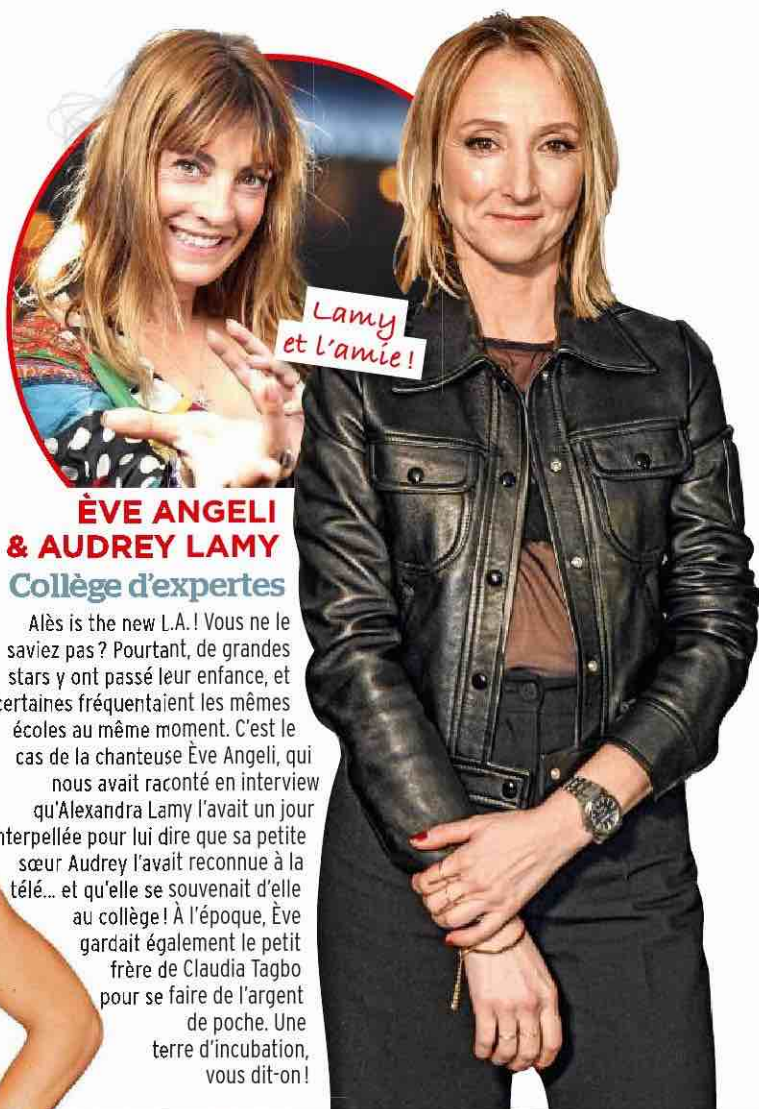 Lamy
et l'amie !
ÈVE ANGELI
& AUDREY LAMY
Collège d'expertes
Alès is the new L.A. ! Vous ne le
saviez pas ? Pourtant, de grandes
stars y ont passé leur enfance, et
certaines fréquentaient les mêmes
écoles au même moment. C'est le
cas de la chanteuse Ève Angeli, qui
nous avait raconté en interview
qu'Alexandra Lamy l'avait un jour
interpellée pour lui dire que sa petite
sœur Audrey l'avait reconnue à la
télé... et qu'elle se souvenait d'elle
au collège ! À l'époque, Ève
gardait également le petit
frère de Claudia Tagbo
pour se faire de l'argent
de poche. Une
terre d'incubation,
vous dit-on !